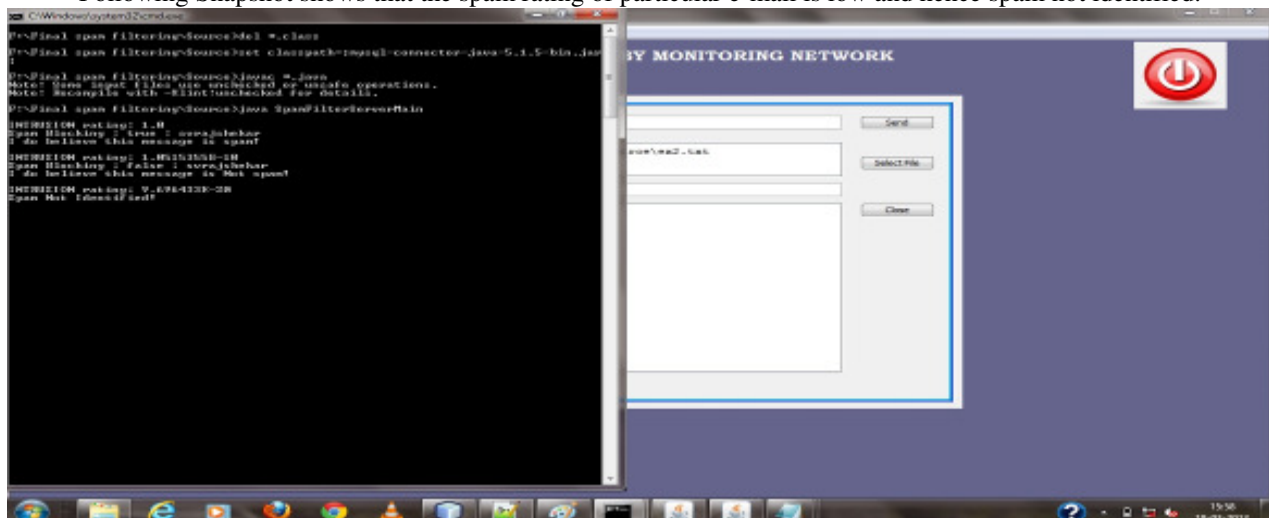 Following Snapshot shows that the spam rating of particular e-mail is low and hence spam not identified.
C:\Windows\system32\cmd.exe
F:\Final spam filtering\Source>del *.class
F:\Final spam filtering\Source>set classpath=mysql-connector-java-5.1.5-bin.jar
F:\Final spam filtering\Source>javac *.java
Note: Some input files use unchecked or unsafe operations.
Note: Recompile with -Xlint:unchecked for details.
F:\Final spam filtering\Source>java SpamFilterServerMain
INTRUSION rating: 1.0
Spam Blocking : true :
I do believe this message is spam!
INTRUSION rating:
Spam Blocking : false :
I do believe this message is Not spam!
INTRUSION rating:
Spam Not Identified!
BY MONITORING NETWORK
Send
Select File
Close
15:58